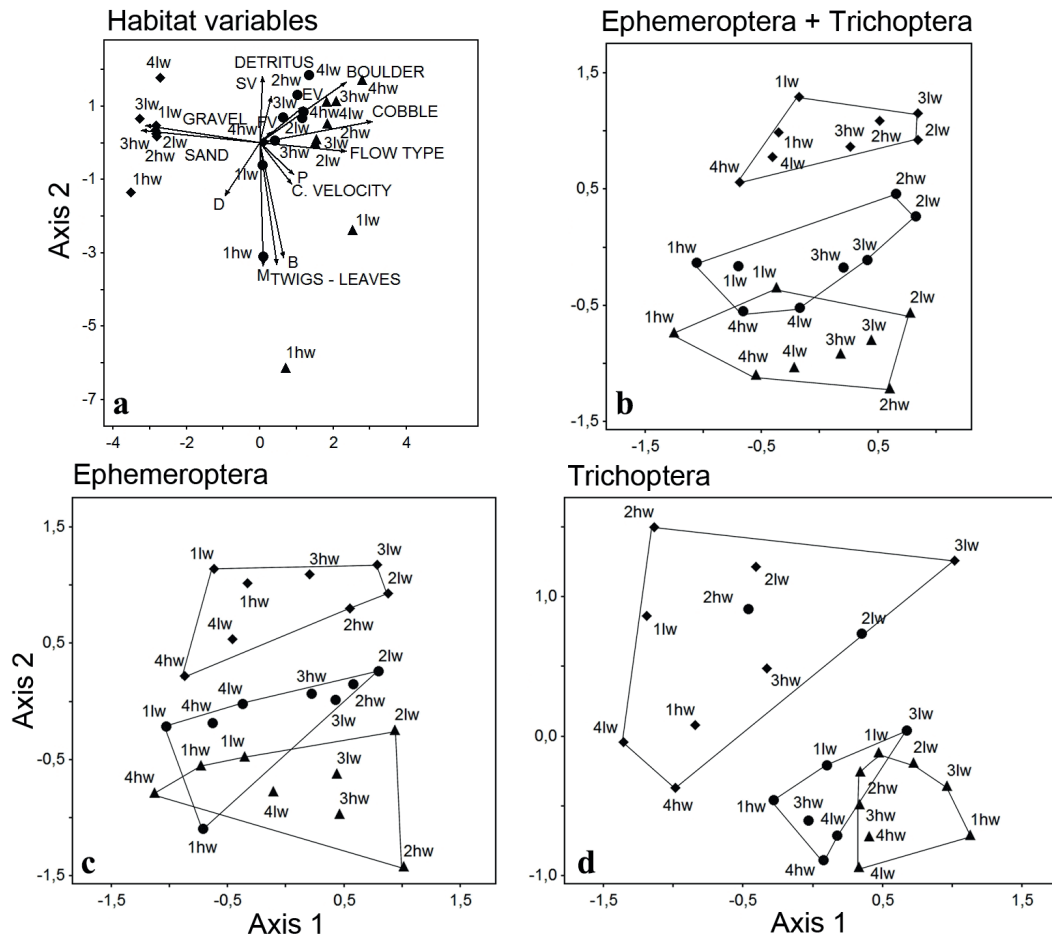 Habitat variables
4lw
DETRITUS
SV
2hw
4lw
BOULDER
4hw
3lw
1lw
GRAVEL
EV
3lw
4hw
3hw
4lw
COBBLE
4hw
FV
2lw
2hw
3hw
2lw
2hw
SAND
3hw
2lw
FLOW TYPE
1hw
1lw
P
C. VELOCITY
D
1lw
1hw
B
M
TWIGS - LEAVES
1hw
1
-1
-3
-5
-7
-4
-2
0
2
4
Axis 2
a
Ephemeroptera + Trichoptera
1,5
0,5
-0,5
-1,5
-1,5
-0,5
0,5
1lw
3lw
1hw
3hw
2hw
2lw
4hw
4lw
2hw
2lw
1hw
1lw
3hw
3lw
4hw
4lw
1lw
2lw
1hw
4hw
4lw
3hw
3lw
2hw
b
Ephemeroptera
1,5
0,5
-0,5
-1,5
-1,5
-0,5
0,5
1,5
1lw
3hw
3lw
1hw
2lw
4lw
2hw
4hw
2lw
4lw
3hw
1lw
4hw
2hw
3lw
2lw
1hw
1lw
4hw
3lw
4lw
3hw
1hw
2hw
Axis 2
Axis 1
c
Trichoptera
1,0
0,0
-1,0
-1,5
-0,5
0,5
1,5
2hw
3lw
2lw
2hw
1lw
2lw
3hw
1hw
4lw
4hw
3lw
1lw
1lw
2lw
3lw
1hw
2hw
3hw
3hw
4lw
4hw
1hw
4hw
4lw
Axis 1
d